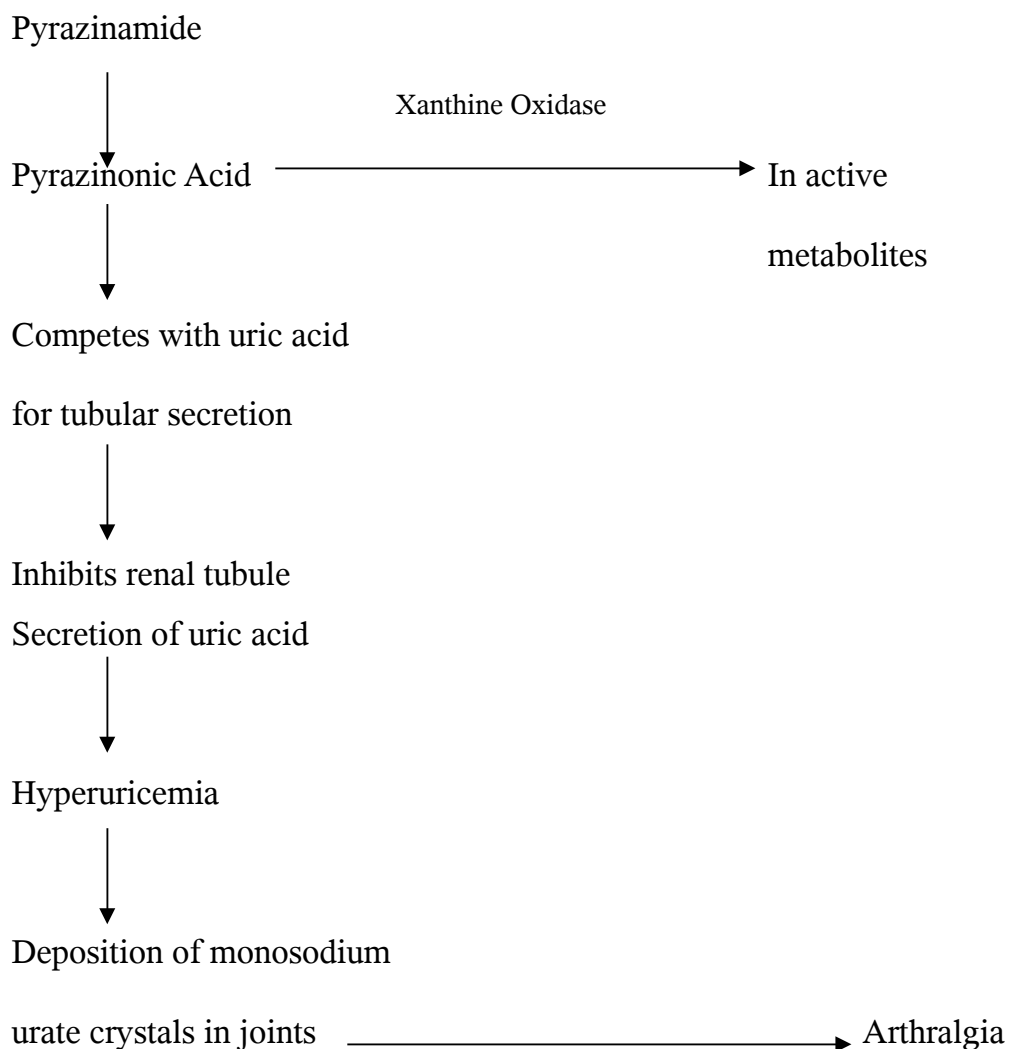 Pyrazinamide
Xanthine Oxidase
Pyrazinonic Acid
In active
metabolites
Competes with uric acid
for tubular secretion
Inhibits renal tubule
Secretion of uric acid
Hyperuricemia
Deposition of monosodium
urate crystals in joints
Arthralgia